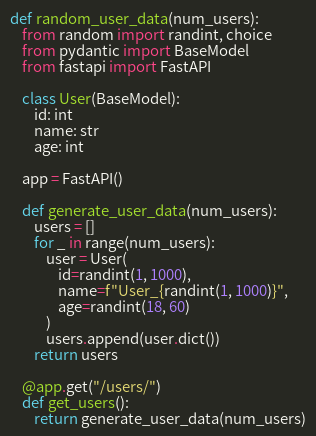 def random_user_data(num_users):
    from random import randint, choice
    from pydantic import BaseModel
    from fastapi import FastAPI

    class User(BaseModel):
        id: int
        name: str
        age: int

    app = FastAPI()

    def generate_user_data(num_users):
        users = []
        for _ in range(num_users):
            user = User(
                id=randint(1, 1000),
                name=f"User_{randint(1, 1000)}",
                age=randint(18, 60)
            )
            users.append(user.dict())
        return users

    @app.get("/users/")
    def get_users():
        return generate_user_data(num_users)